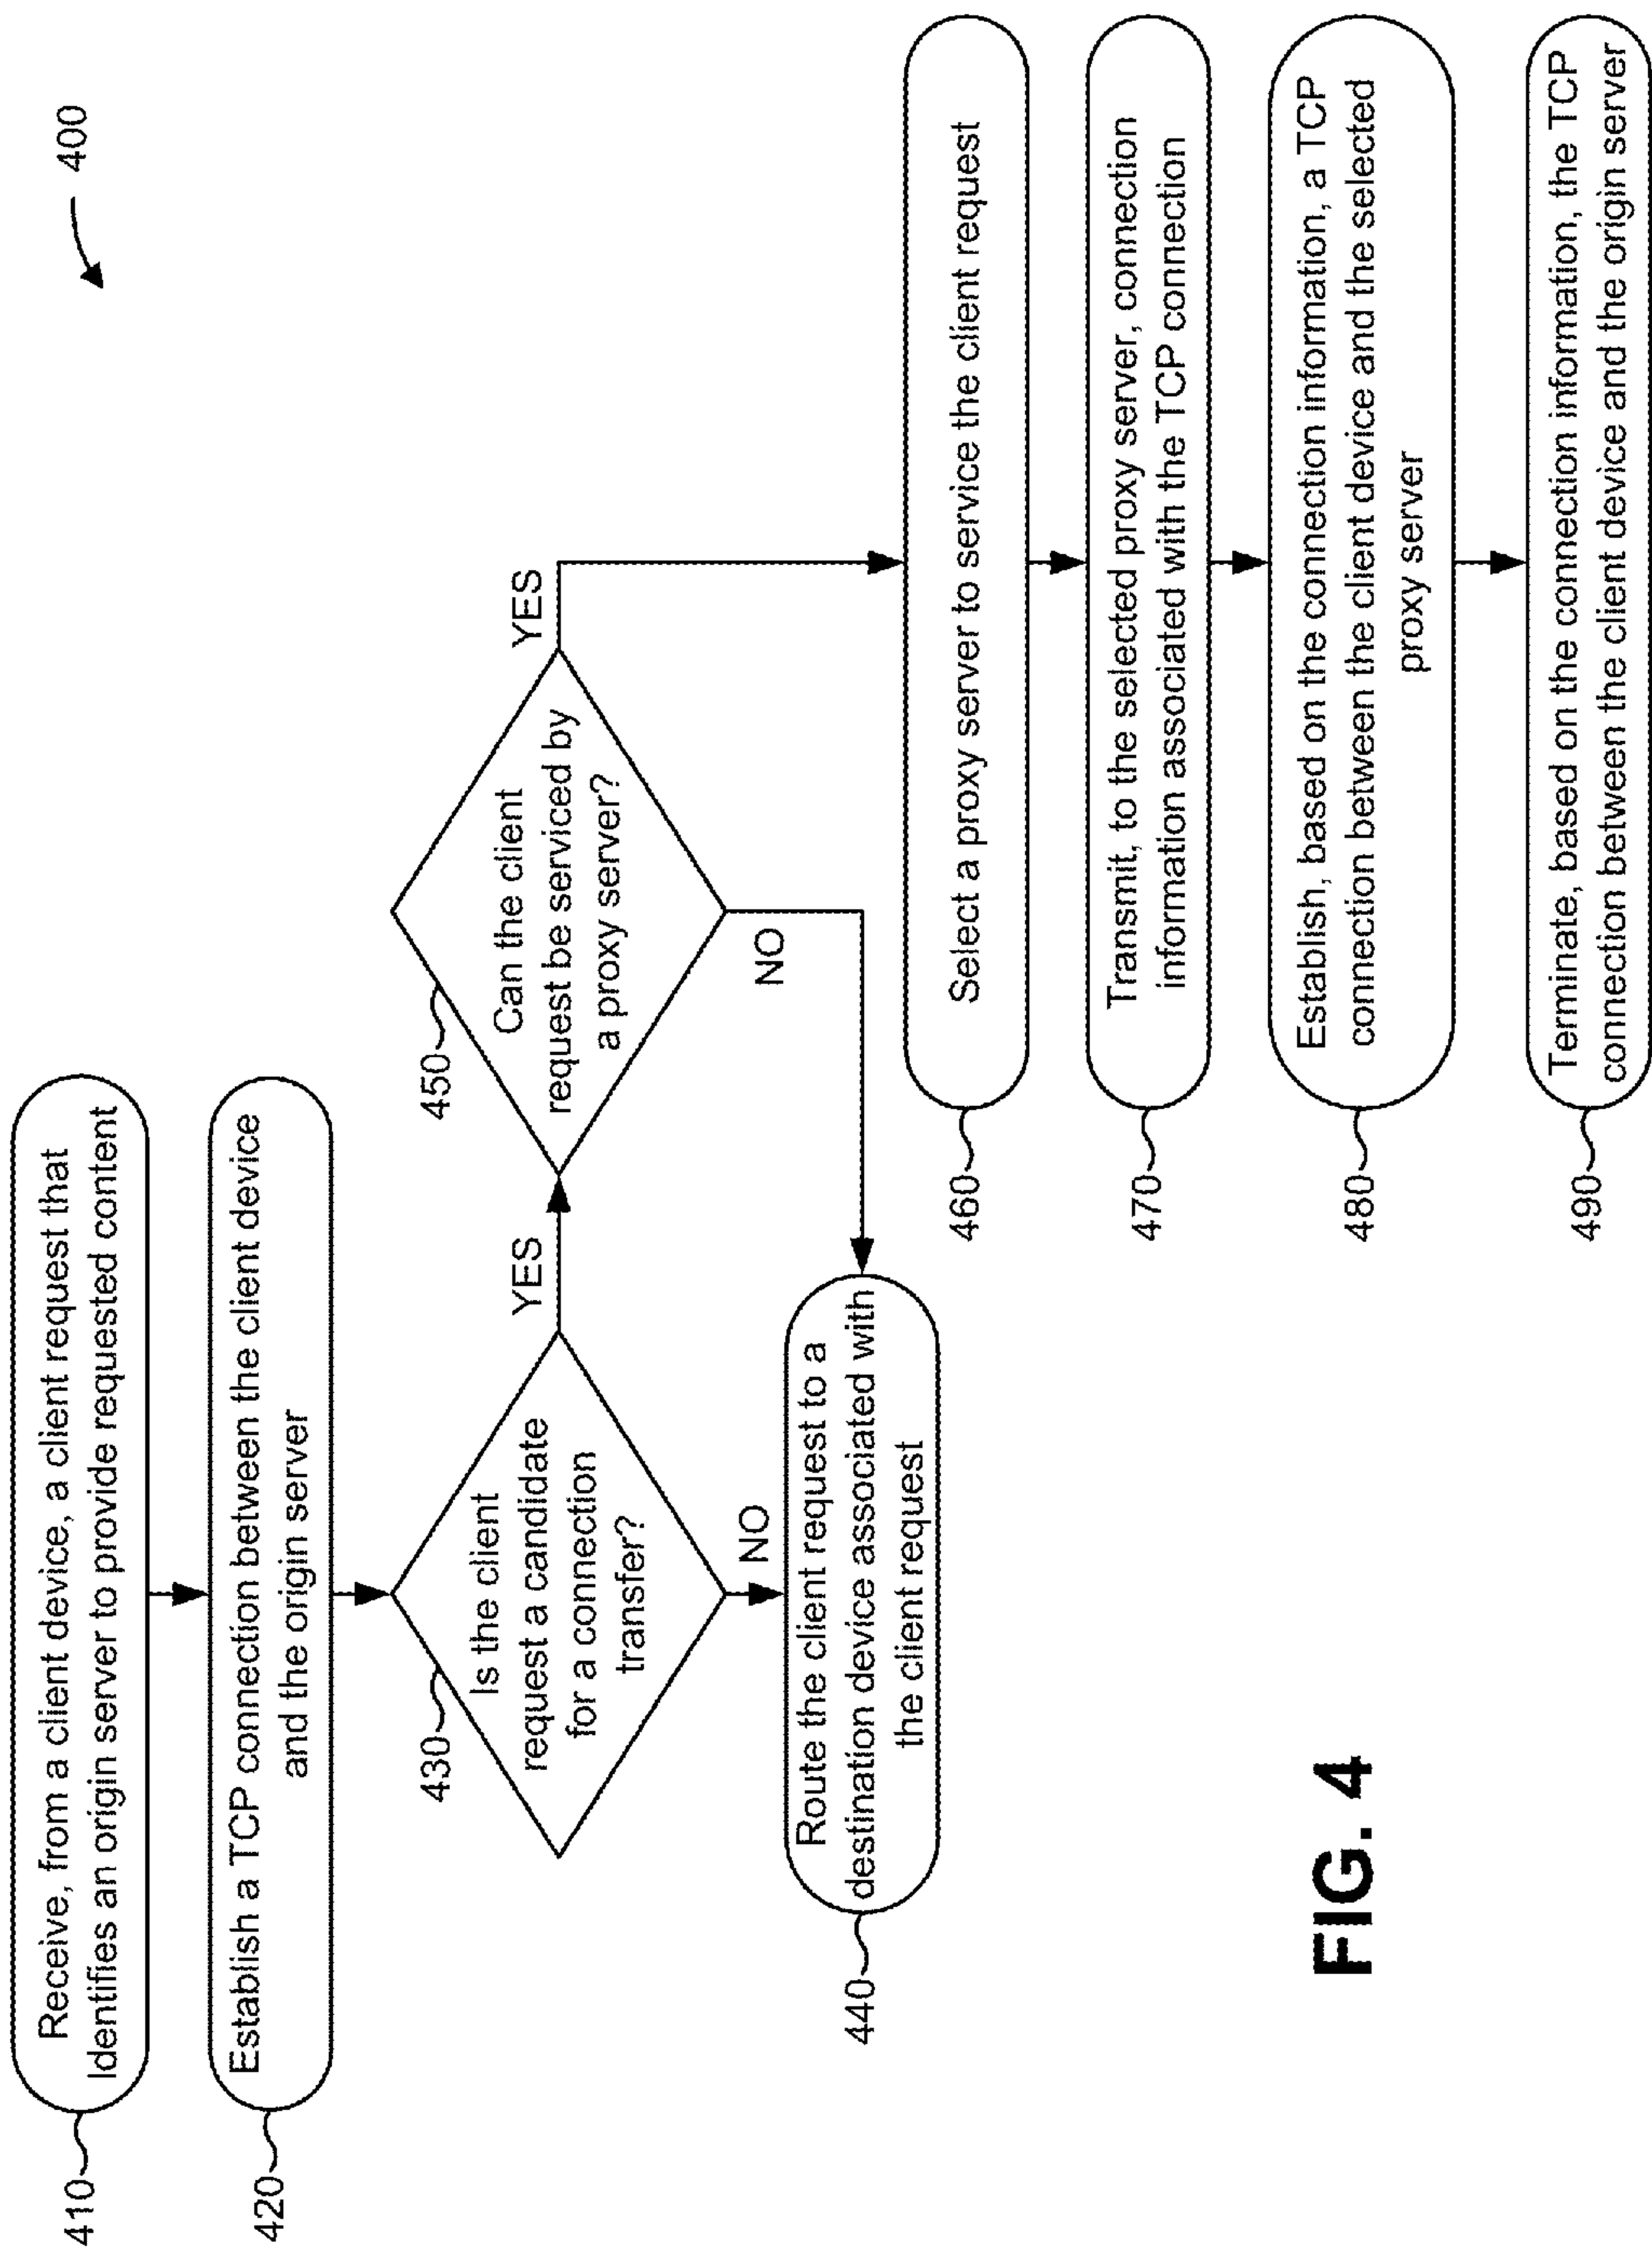 400
410
Receive, from a client device, a client request that
Identifies an origin server to provide requested content
420
Establish a TCP connection between the client device
and the origin server
430
Is the client
request a candidate
for a connection
transfer?
YES
NO
440
Route the client request to a
destination device associated with
the client request
450
Can the client
request be serviced by
a proxy server?
YES
NO
460
Select a proxy server to service the client request
470
Transmit, to the selected proxy server, connection
information associated with the TCP connection
480
Establish, based on the connection information, a TCP
connection between the client device and the selected
proxy server
490
Terminate, based on the connection information, the TCP
connection between the client device and the origin server
FIG. 4